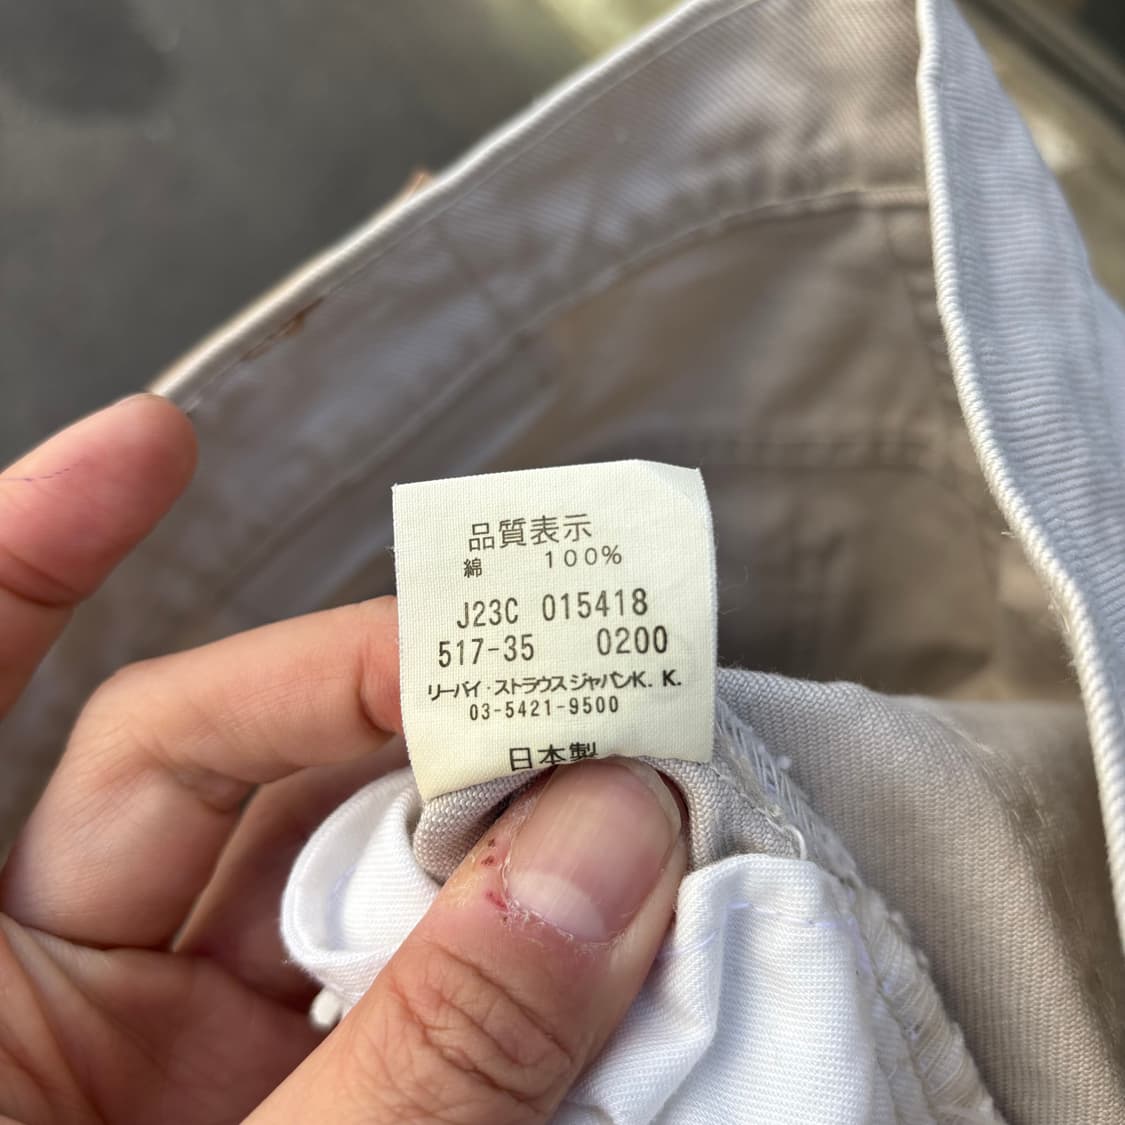 品質表示
綿 100%
J23C 015418
517-35 0200
リーバイ・ストラウスジャパンK.K.
03-5421-9500
日本製